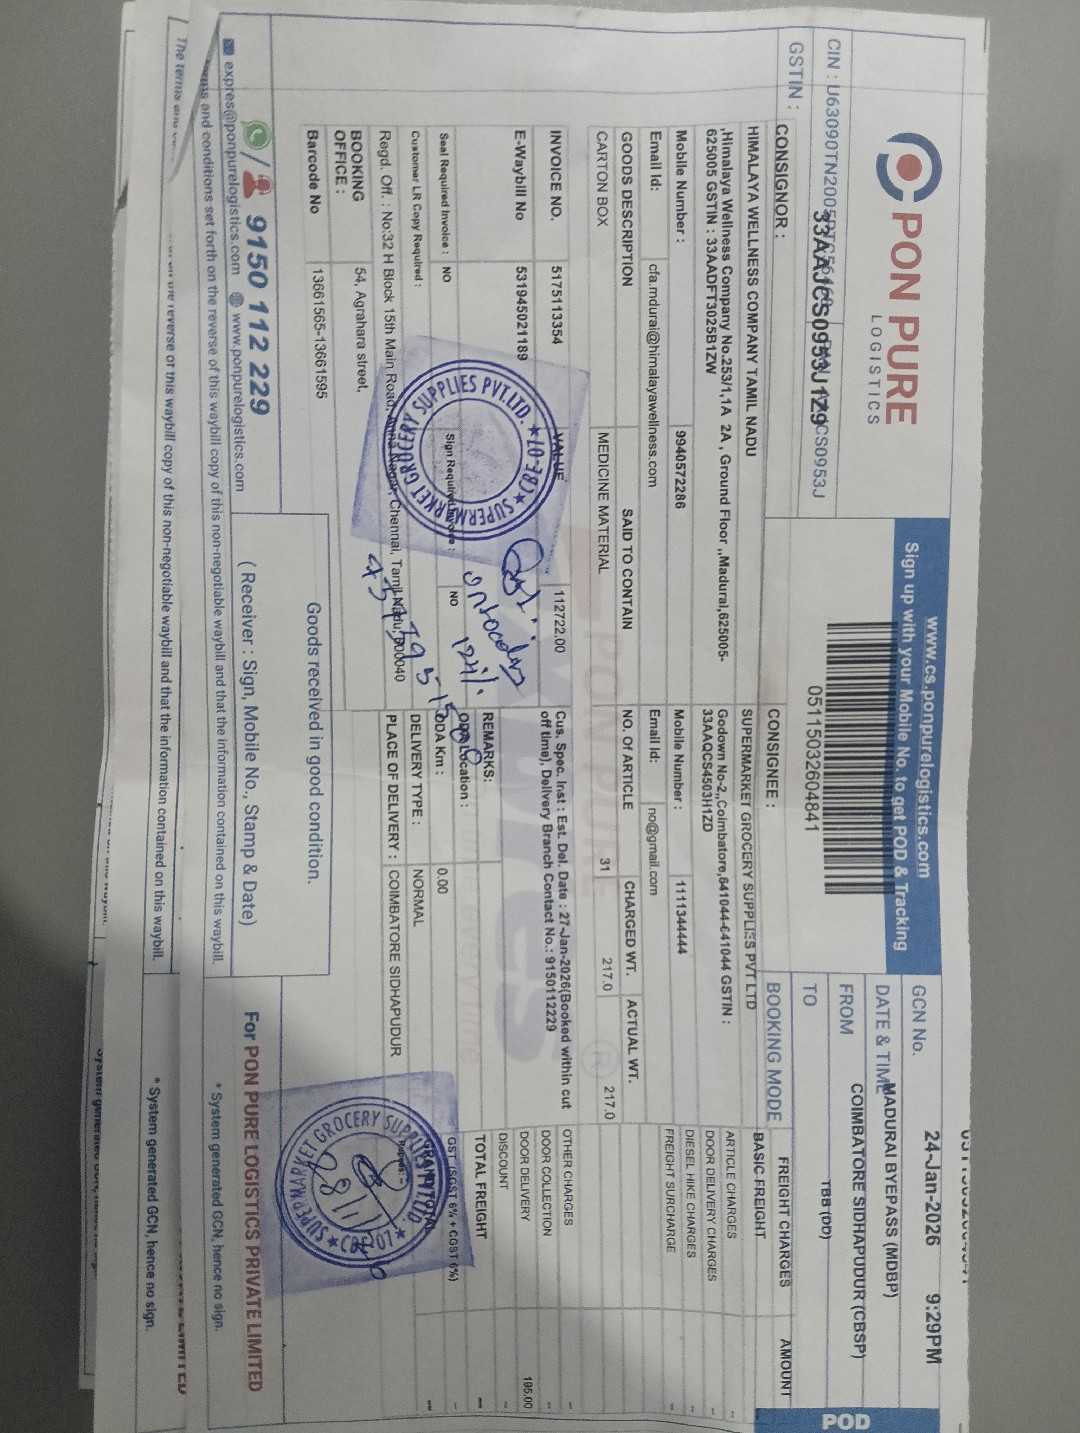 PON PURE
LOGISTICS
CIN : U63090TN2005
CS0953J
GSTIN :
33AAJCS0953J1Z9
www.cs.ponpurelogistics.com
Sign up with your Mobile No. to get POD & Tracking
05115032604841
GCN No.
DATE & TIME
24-Jan-2026 9:29PM
FROM
MADURAI BYEPASS (MDBP)
TO
COIMBATORE SIDHAPUDUR (CBSP)
BOOKING MODE
TBB (DD)
POD
CONSIGNOR :
HIMALAYA WELLNESS COMPANY TAMIL NADU
,Himalaya Wellness Company No.253/1,1A 2A , Ground Floor ,,Madurai,625005-
625005 GSTIN : 33AADFT3025B1ZW
Mobile Number : 9940572286
Email Id: cfa.mdurai@himalayawellness.com
CONSIGNEE :
SUPERMARKET GROCERY SUPPLIES PVT LTD
Godown No-2,,Coimbatore,641044-641044 GSTIN :
33AAQCS4503H1ZD
Mobile Number : 1111344444
Email Id: no@gmail.com
GOODS DESCRIPTION SAID TO CONTAIN NO. Of ARTICLE CHARGED WT. ACTUAL WT.
CARTON BOX MEDICINE MATERIAL 31 217.0 217.0
INVOICE NO. 5175113354 VALUE 112722.00
E-Waybill No 531945021189
Seal Required Invoice : NO Sign Required Invoice : NO
Customer LR Copy Required :
Regd. Off. : No:32 H Block 15th Main Road, Anna Nagar, Chennai, Tamil Nadu, 600040
BOOKING
OFFICE : 54, Agrahara street,
Barcode No 13661565-13661595
Cus. Spec. Inst : Est. Del. Date : 27-Jan-2026(Booked within cut
off time), Delivery Branch Contact No.: 9150112229
REMARKS:
ODA Location :
ODA Km : 0.00
DELIVERY TYPE : NORMAL
PLACE OF DELIVERY : COIMBATORE SIDHAPUDUR
FREIGHT CHARGES AMOUNT
BASIC FREIGHT
ARTICLE CHARGES --
DOOR DELIVERY CHARGES --
DIESEL HIKE CHARGES --
FREIGHT SURCHARGE --
OTHER CHARGES --
DOOR COLLECTION --
DOOR DELIVERY 195.00
DISCOUNT --
TOTAL FREIGHT --
GST (SGST 6% + CGST 6%) --
GRAND TOTAL --
Rupees: --
SUPERMARKET GROCERY SUPPLIES PVT.LTD.
SUPERMARKET GROCERY SUPPLIES PVT.LTD.
28/1/26
9150 112 229
expres@ponpurelogistics.com www.ponpurelogistics.com
Goods received in good condition.
( Receiver : Sign, Mobile No., Stamp & Date)
For PON PURE LOGISTICS PRIVATE LIMITED
terms and conditions set forth on the reverse of this waybill copy of this non-negotiable waybill and that the information contained on this waybill.
* System generated GCN, hence no sign.
The terms and
on the reverse of this waybill copy of this non-negotiable waybill and that the information contained on this waybill.
* System generated GCN, hence no sign.